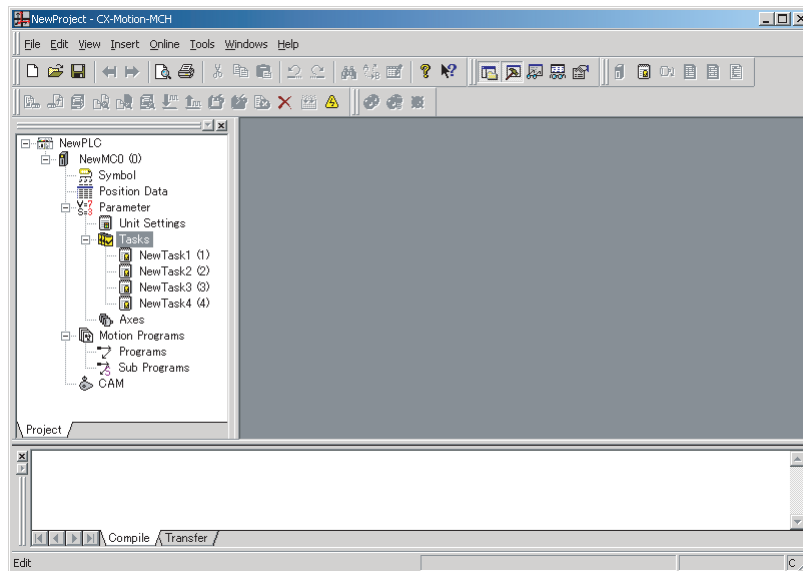 NewProject - CX-Motion-MCH
File Edit View Insert Online Tools Windows Help
NewPLC
NewMC0 (0)
Symbol
Position Data
Parameter
Unit Settings
Tasks
NewTask1 (1)
NewTask2 (2)
NewTask3 (3)
NewTask4 (4)
Axes
Motion Programs
Programs
Sub Programs
CAM
Project
Compile Transfer
Edit
C